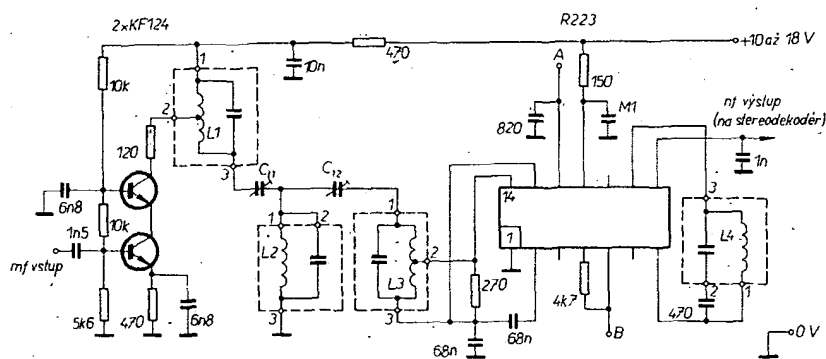 2xKF124
R223
+10 až 18 V
470
10n
10k
1
2
L1
3
120
A
150
820
M1
nf výstup
(na stereodekodér)
1n
C11
C12
6n8
10k
1n5
mf vstup
5k6
470
6n8
1
2
L2
3
1
2
L3
3
14
1
270
68n
68n
4k7
B
3
L4
2
1
470
0 V